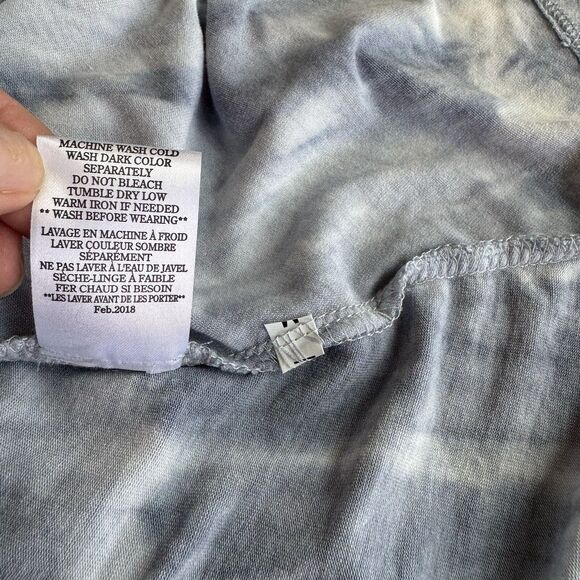 MACHINE WASH COLD
WASH DARK COLOR
SEPARATELY
DO NOT BLEACH
TUMBLE DRY LOW
WARM IRON IF NEEDED
** WASH BEFORE WEARING**
LAVAGE EN MACHINE À FROID
LAVER COULEUR SOMBRE
SÉPARÉMENT
NE PAS LAVER À L'EAU DE JAVEL
SÈCHE-LINGE À FAIBLE
FER CHAUD SI BESOIN
**LES LAVER AVANT DE LES PORTER**
Feb.2018